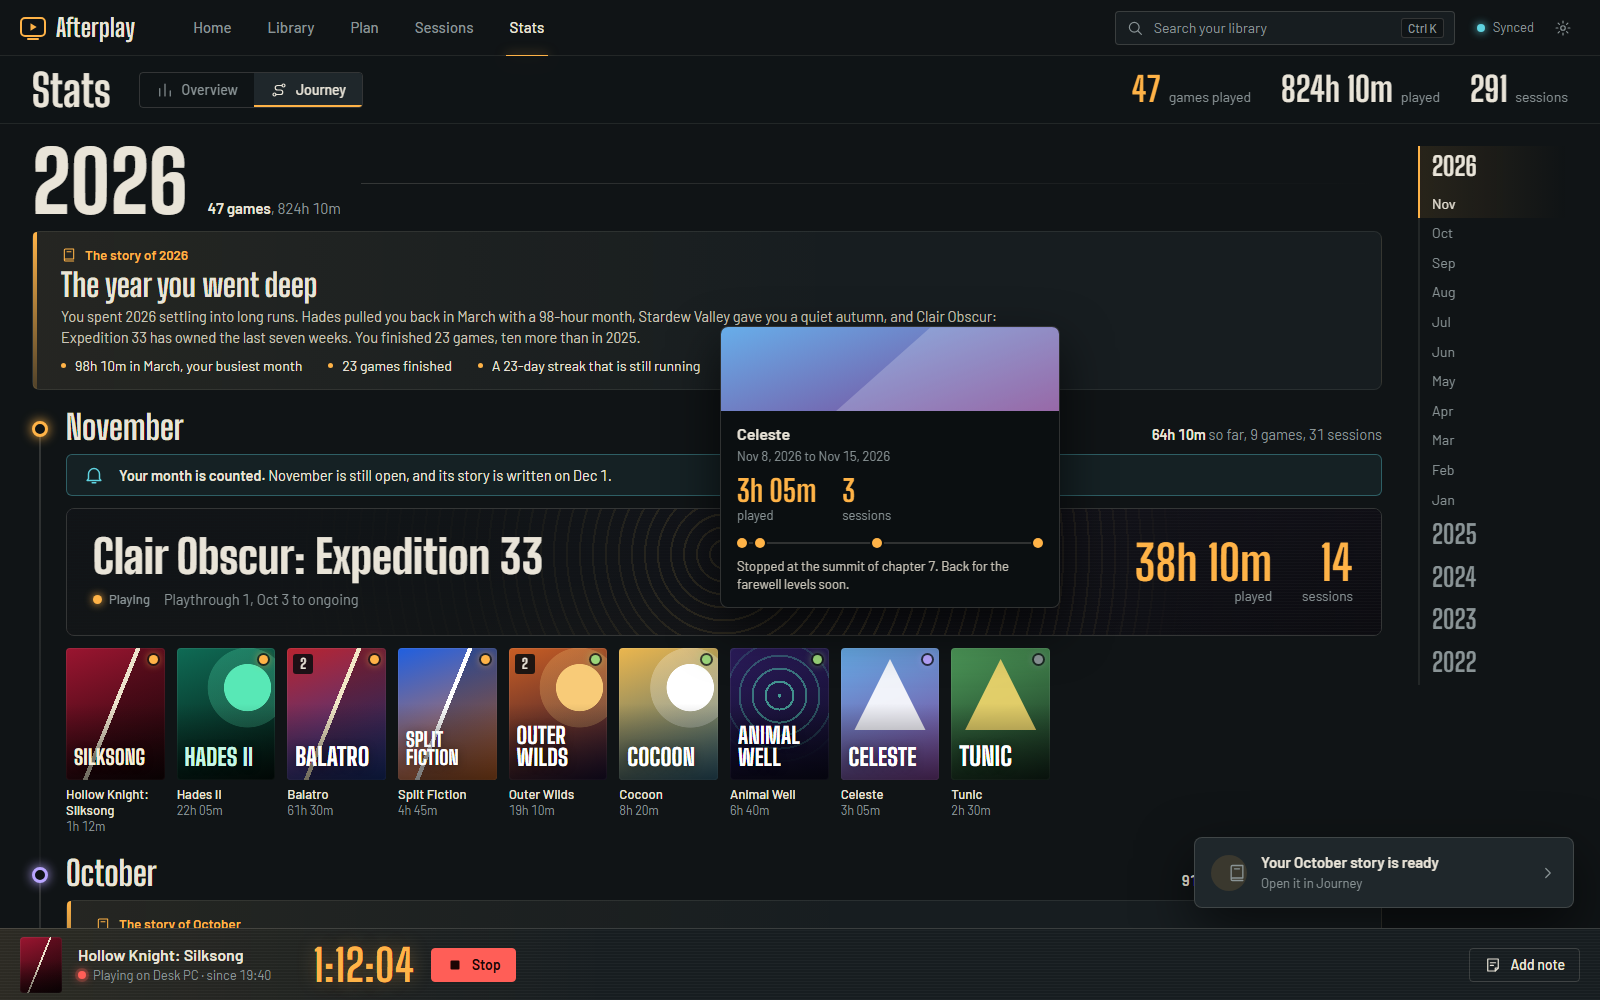 Afterplay
Home
Library
Plan
Sessions
Stats
Search your library
Ctrl K
Synced
Stats
Overview
Journey
47 games played
824h 10m played
291 sessions
2026
47 games, 824h 10m
The story of 2026
The year you went deep
You spent 2026 settling into long runs. Hades pulled you back in March with a 98-hour month, Stardew Valley gave you a quiet autumn, and Clair Obscur:
Expedition 33 has owned the last seven weeks. You finished 23 games, ten more than in 2025.
98h 10m in March, your busiest month
23 games finished
A 23-day streak that is still running
November
64h 10m so far, 9 games, 31 sessions
Your month is counted. November is still open, and its story is written on Dec 1.
Clair Obscur: Expedition 33
Playing
Playthrough 1, Oct 3 to ongoing
38h 10m
played
14
sessions
Celeste
Nov 8, 2026 to Nov 15, 2026
3h 05m
played
3
sessions
Stopped at the summit of chapter 7. Back for the
farewell levels soon.
SILKSONG
Hollow Knight:
Silksong
1h 12m
HADES II
Hades II
22h 05m
2
BALATRO
Balatro
61h 30m
SPLIT
FICTION
Split Fiction
4h 45m
2
OUTER
WILDS
Outer Wilds
19h 10m
COCOON
Cocoon
8h 20m
ANIMAL
WELL
Animal Well
6h 40m
CELESTE
Celeste
3h 05m
TUNIC
Tunic
2h 30m
October
91
The story of October
2026
Nov
Oct
Sep
Aug
Jul
Jun
May
Apr
Mar
Feb
Jan
2025
2024
2023
2022
Your October story is ready
Open it in Journey
Hollow Knight: Silksong
Playing on Desk PC · since 19:40
1:12:04
Stop
Add note